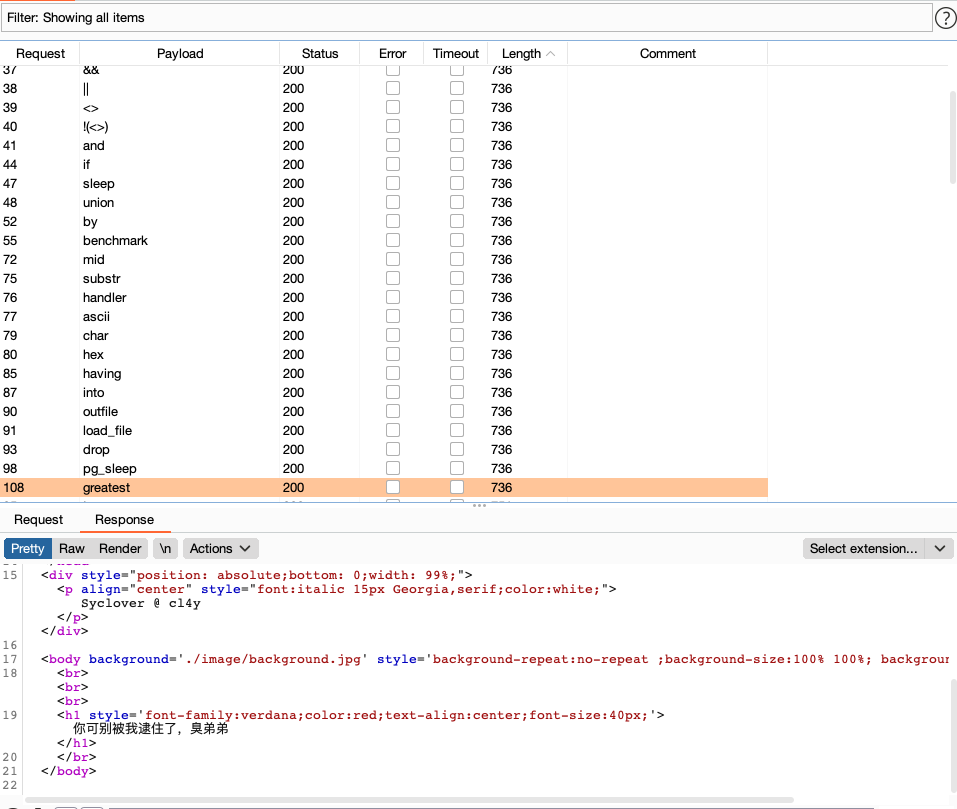 Filter: Showing all items
?
Request Payload Status Error Timeout Length Comment
37 && 200 736
38 || 200 736
39 <> 200 736
40 !(<>) 200 736
41 and 200 736
44 if 200 736
47 sleep 200 736
48 union 200 736
52 by 200 736
55 benchmark 200 736
72 mid 200 736
75 substr 200 736
76 handler 200 736
77 ascii 200 736
79 char 200 736
80 hex 200 736
85 having 200 736
87 into 200 736
90 outfile 200 736
91 load_file 200 736
93 drop 200 736
98 pg_sleep 200 736
108 greatest 200 736
Request Response
Pretty Raw Render \n Actions Select extension...
15 <div style="position: absolute;bottom: 0;width: 99%;">
<p align="center" style="font:italic 15px Georgia,serif;color:white;">
Syclover @ cl4y
</p>
</div>
16
17 <body background='./image/background.jpg' style='background-repeat:no-repeat ;background-size:100% 100%;
18 <br>
<br>
<br>
19 <h1 style='font-family:verdana;color:red;text-align:center;font-size:40px;'>
你可别被我逮住了，臭弟弟
</h1>
20 </br>
21 </body>
22